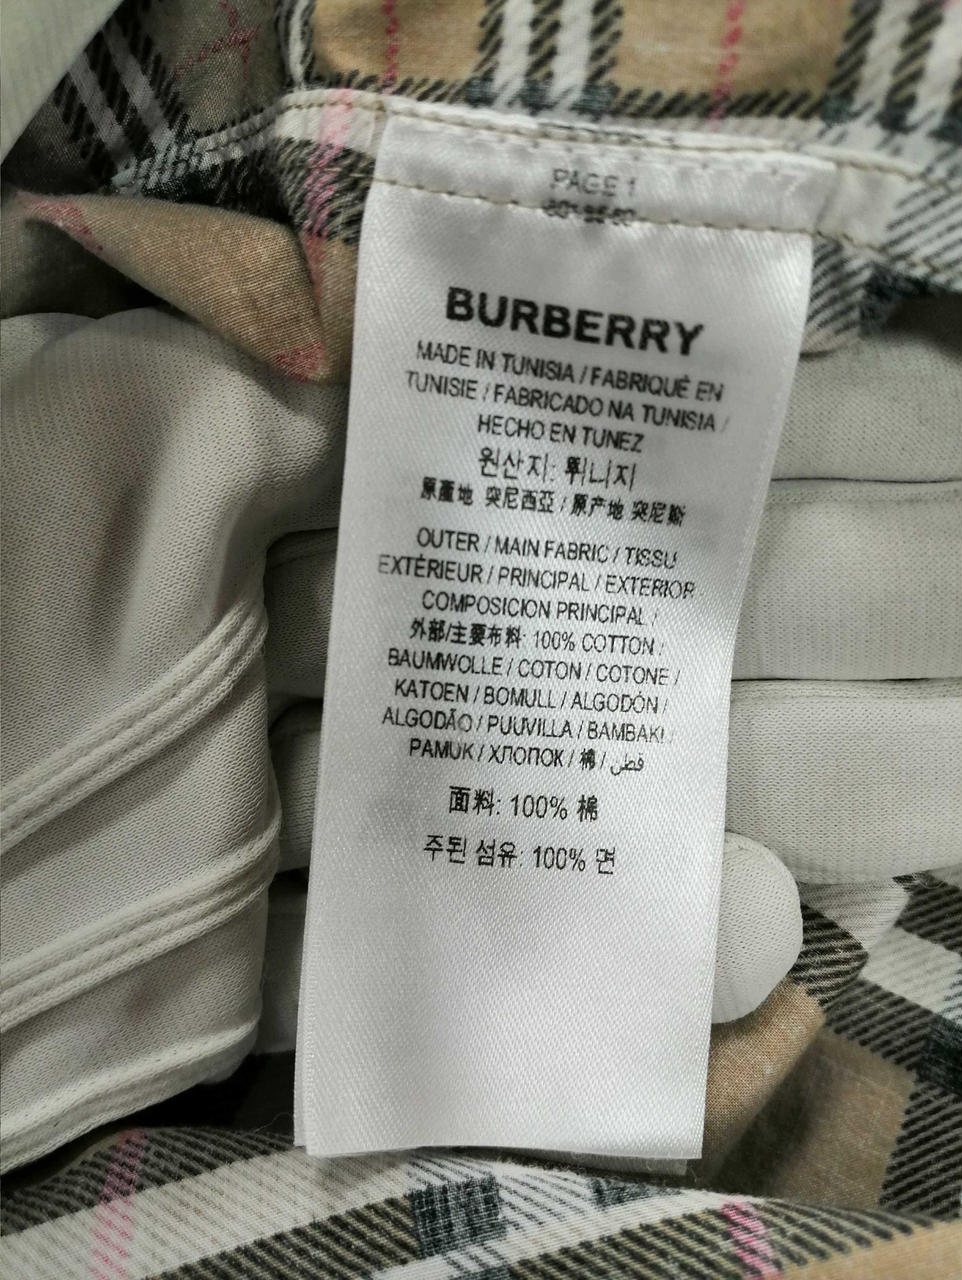 PAGE 1
BURBERRY
MADE IN TUNISIA / FABRIQUÉ EN
TUNISIE / FABRICADO NA TUNISIA /
HECHO EN TUNEZ
원산지: 튀니지
原產地 突尼西亞 / 原产地 突尼斯
OUTER / MAIN FABRIC / TISSU
EXTÉRIEUR / PRINCIPAL / EXTERIOR
COMPOSICION PRINCIPAL /
外部/主要布料: 100% COTTON /
BAUMWOLLE / COTON / COTONE /
KATOEN / BOMULL / ALGODÓN /
ALGODÃO / PUUVILLA / BAMBAKI /
PAMUK / ХЛОПОК / 棉 / قطن
面料: 100% 棉
주된 섬유: 100% 면